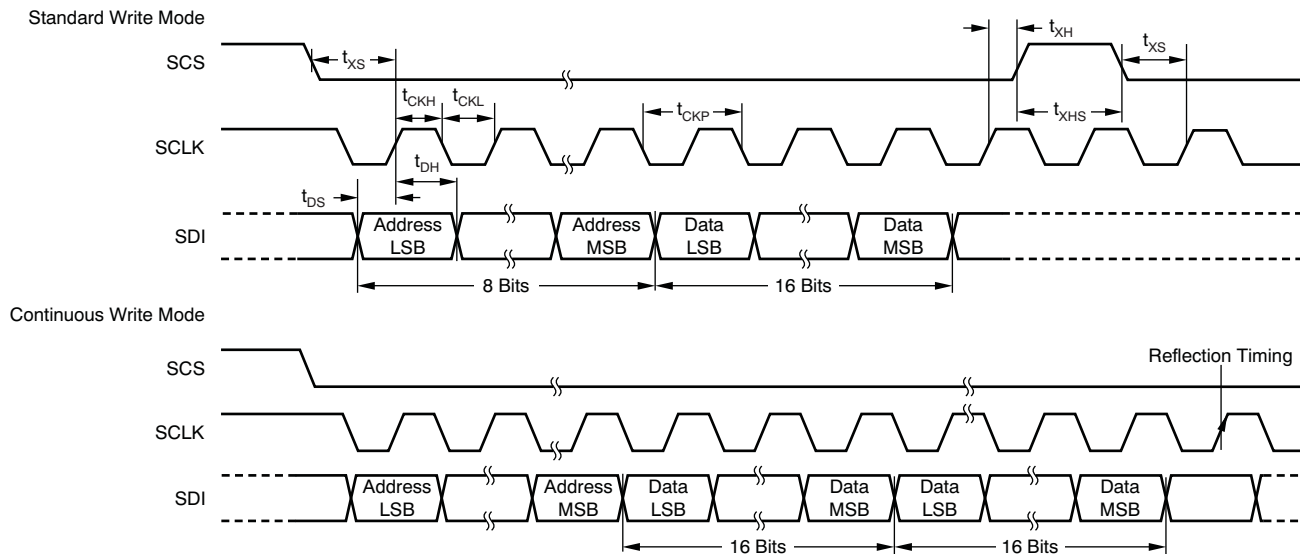 Standard Write Mode
SCS
t_XS
t_XH
t_XS
t_CKH
t_CKL
t_CKP
t_XHS
SCLK
t_DH
t_DS
SDI
Address
LSB
Address
MSB
Data
LSB
Data
MSB
8 Bits
16 Bits
Continuous Write Mode
SCS
Reflection Timing
SCLK
SDI
Address
LSB
Address
MSB
Data
LSB
Data
MSB
Data
LSB
Data
MSB
16 Bits
16 Bits